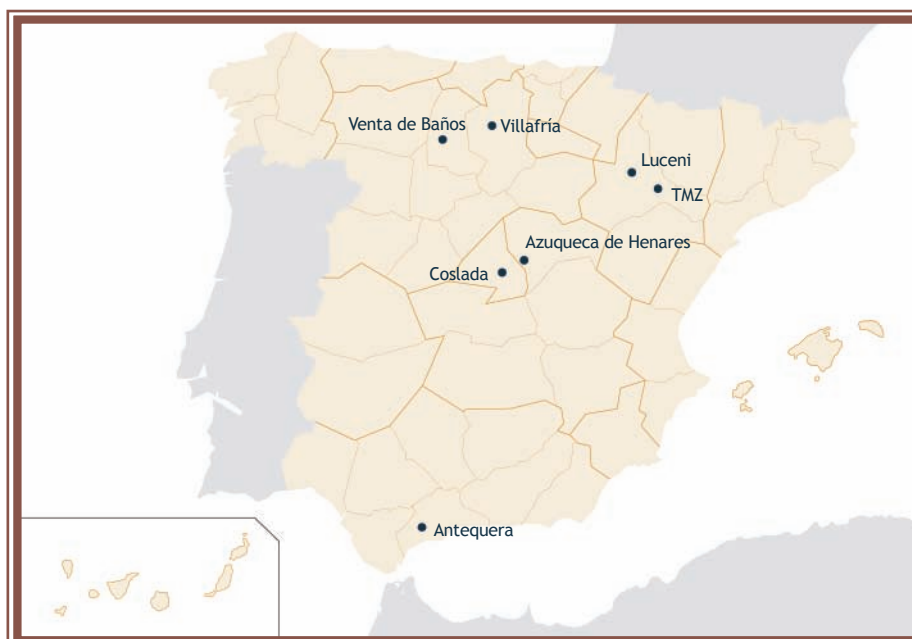 Venta de Baños
Villafría
Luceni
TMZ
Azuqueca de Henares
Coslada
Antequera